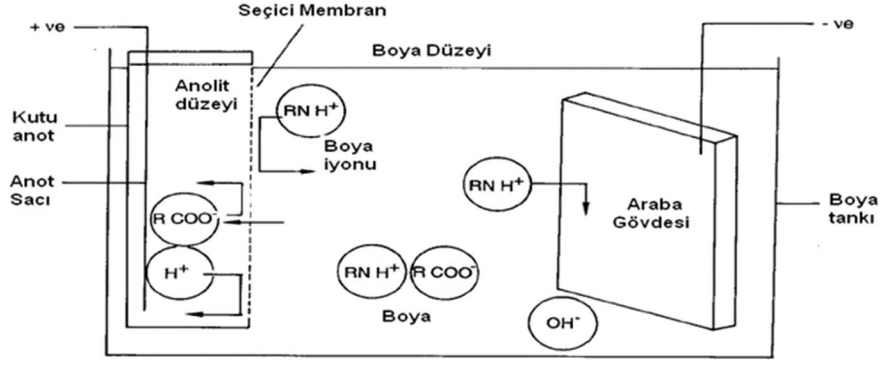 Seçici Membran
+ ve
- ve
Boya Düzeyi
Anolit
düzeyi
RN H+
Kutu
anot
Boya
iyonu
Anot
Sacı
RN H+
Araba
Gövdesi
Boya
tankı
R COO-
H+
RN H+
R COO-
Boya
OH-